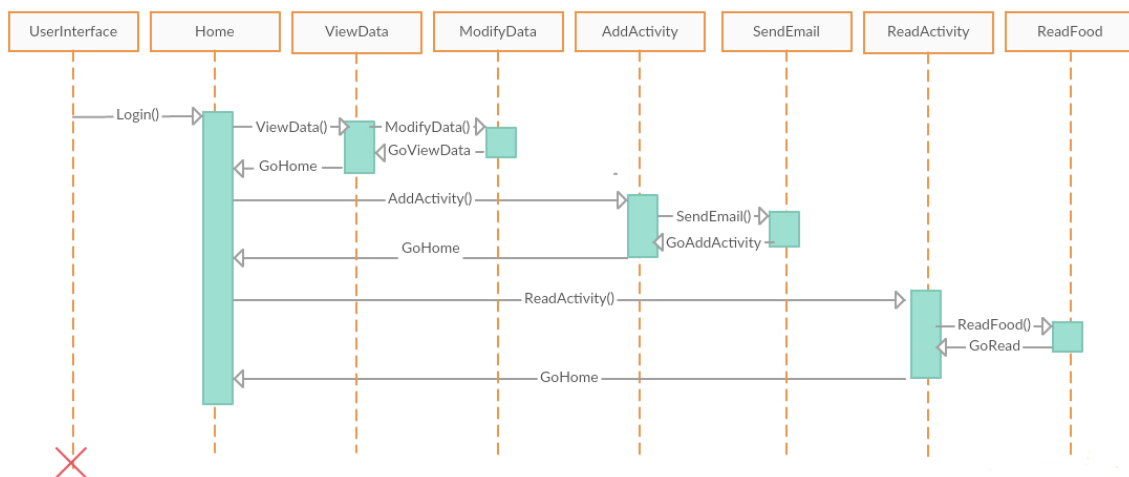 UserInterface
Home
ViewData
ModifyData
AddActivity
SendEmail
ReadActivity
ReadFood
Login()
ViewData()
ModifyData()
GoViewData
GoHome
AddActivity()
SendEmail()
GoAddActivity
GoHome
ReadActivity()
ReadFood()
GoRead
GoHome